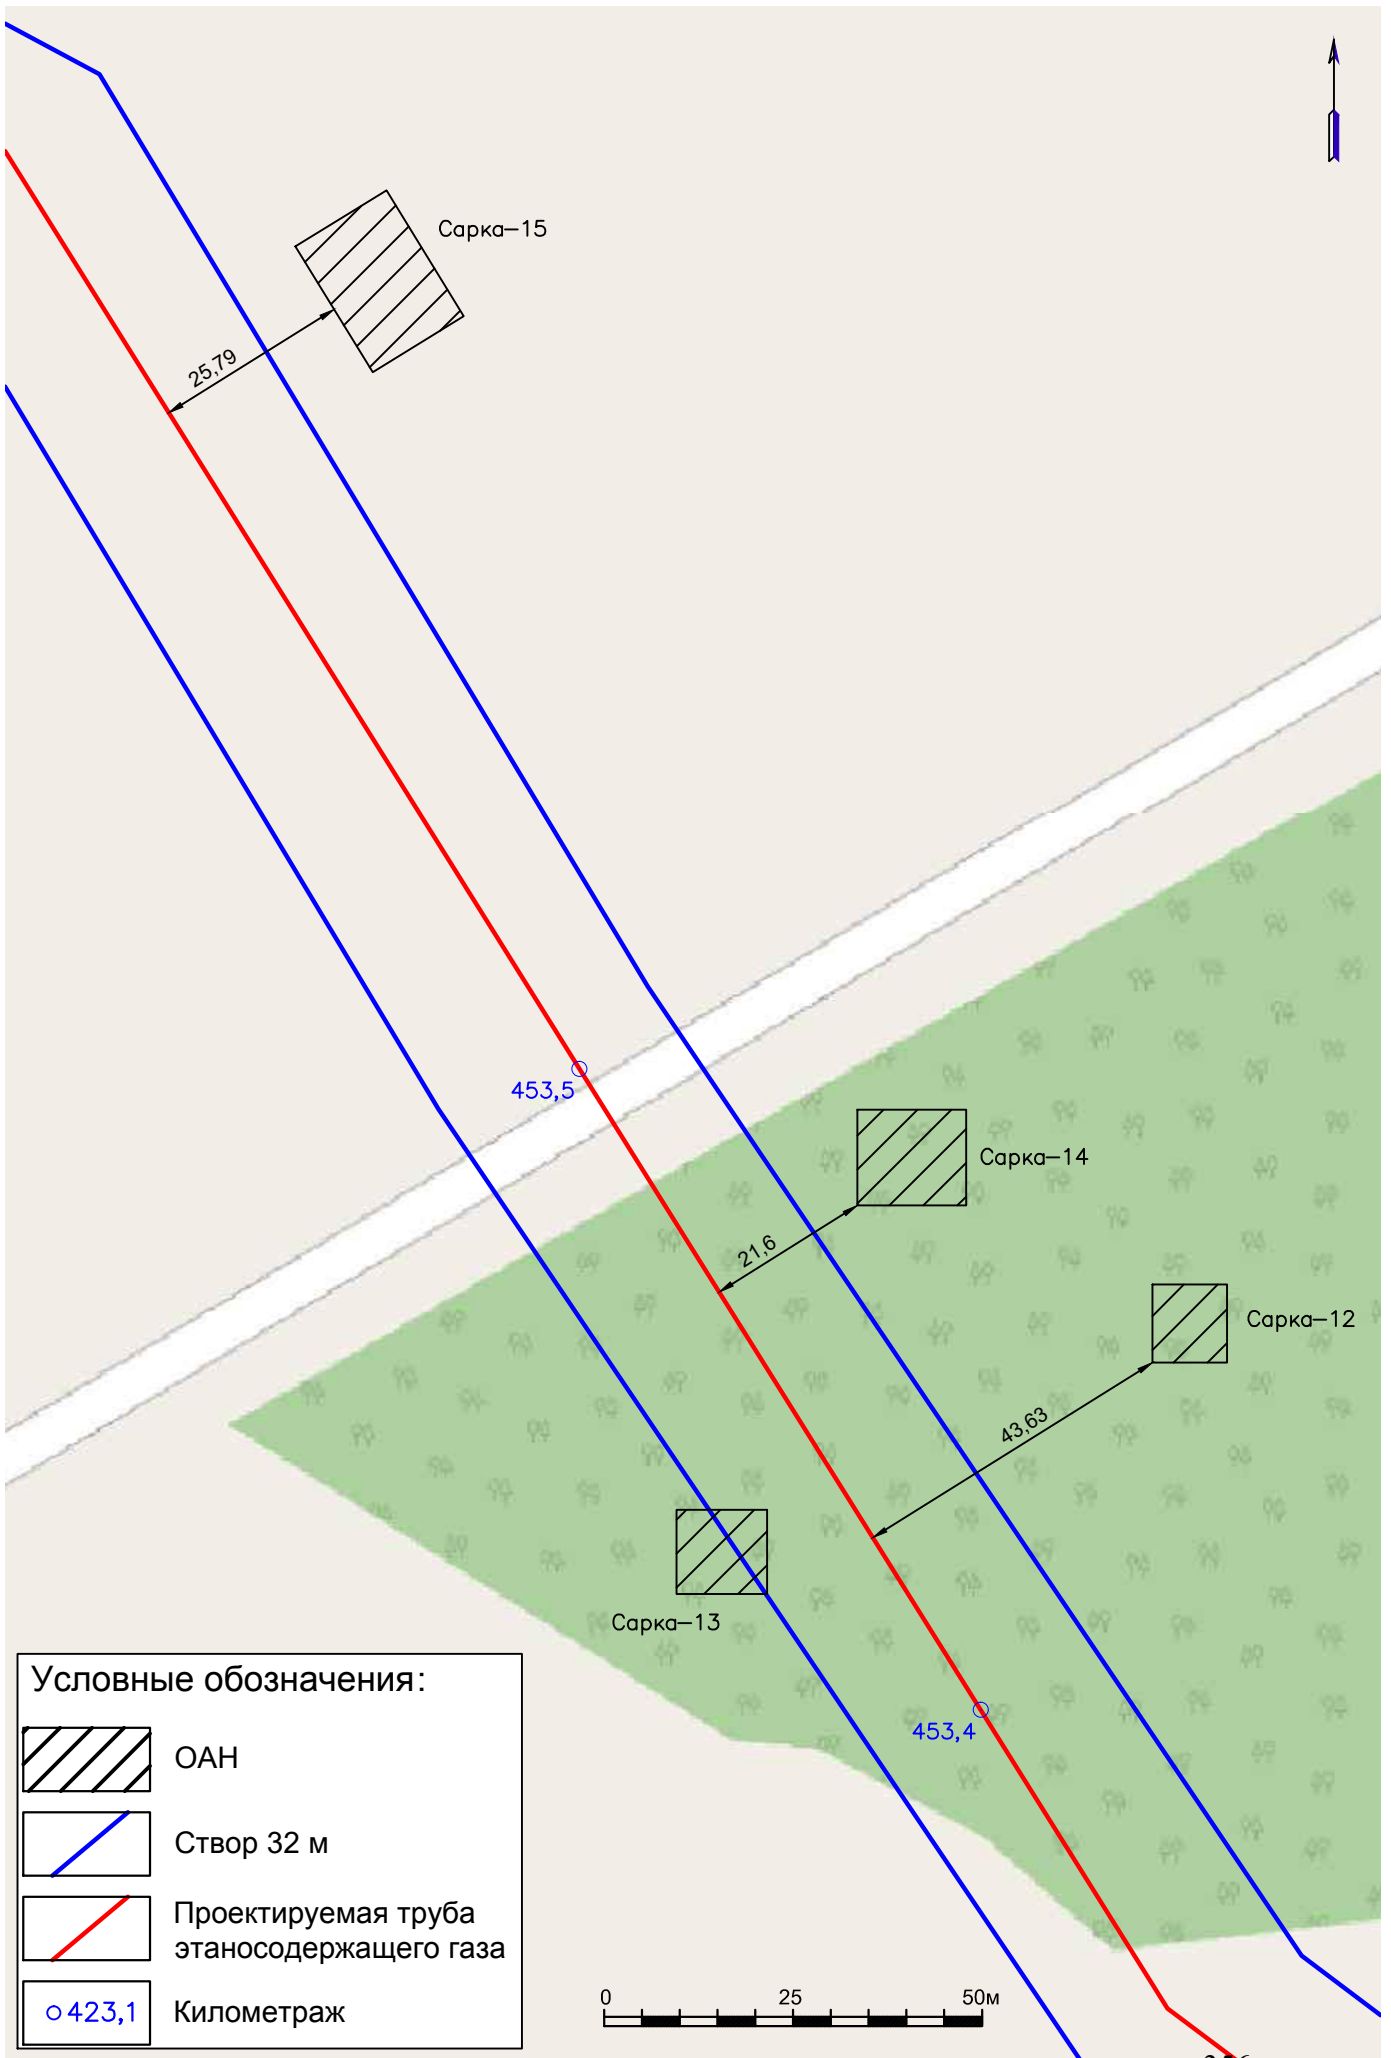 Сарка-15
25,79
453,5
Сарка-14
21,6
Сарка-12
43,63
Сарка-13
453,4
Условные обозначения:
ОАН
Створ 32 м
Проектируемая труба
этаносодержащего газа
423,1 Километраж
0 25 50м